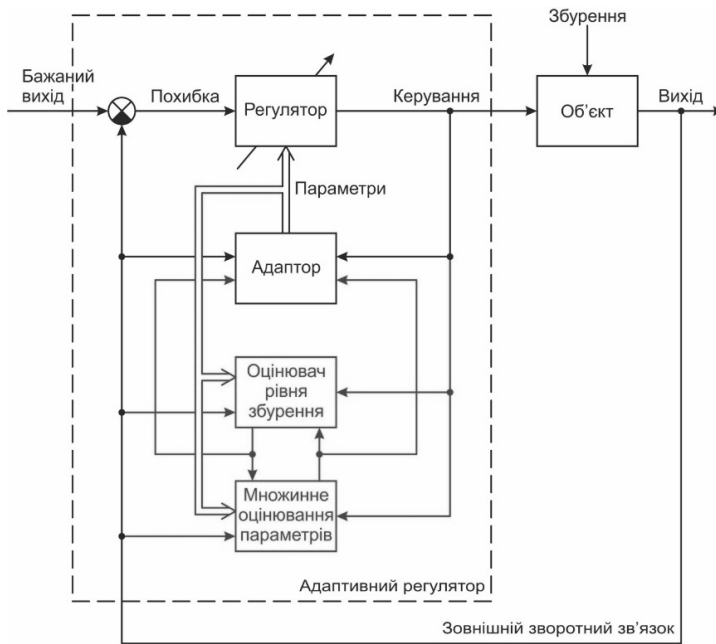 Збурення
Бажаний
вихід
Похибка
Регулятор
Керування
Об’єкт
Вихід
Параметри
Адаптор
Оцінювач
рівня
збурення
Множинне
оцінювання
параметрів
Адаптивний регулятор
Зовнішній зворотний зв’язок